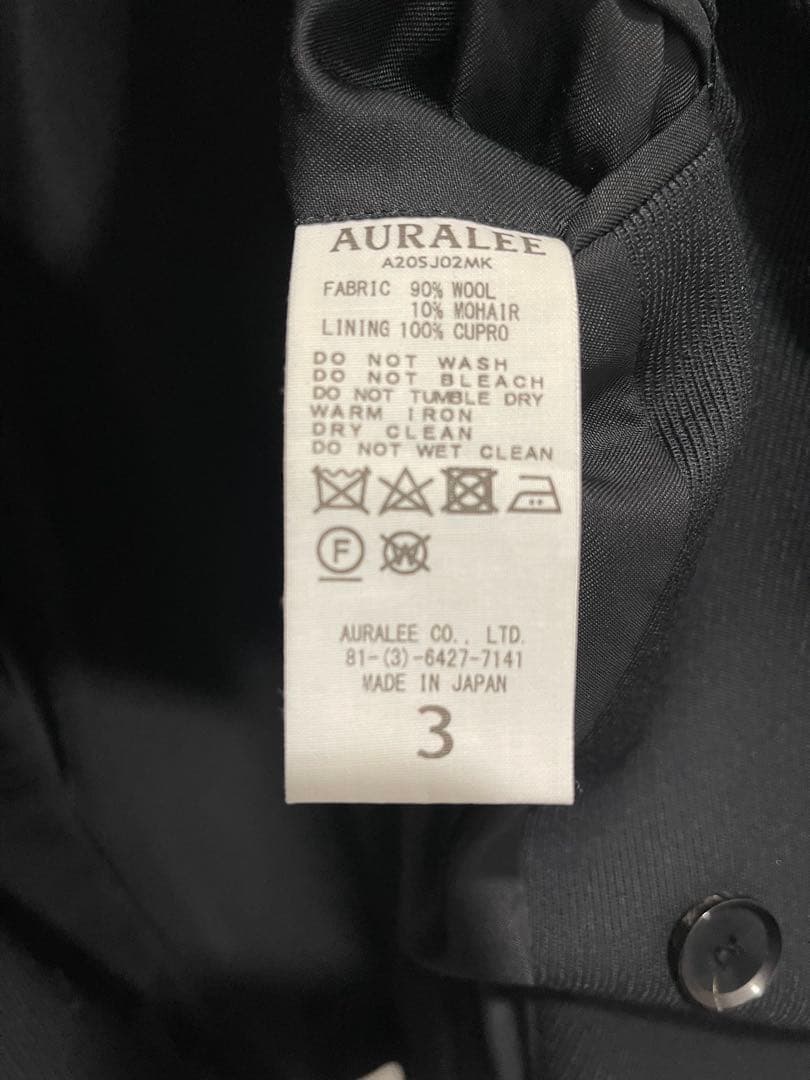 AURALEE
A20SJ02MK
FABRIC 90% WOOL
10% MOHAIR
LINING 100% CUPRO
DO NOT WASH
DO NOT BLEACH
DO NOT TUMBLE DRY
WARM IRON
DRY CLEAN
DO NOT WET CLEAN
F W
AURALEE CO., LTD.
81-(3)-6427-7141
MADE IN JAPAN
3